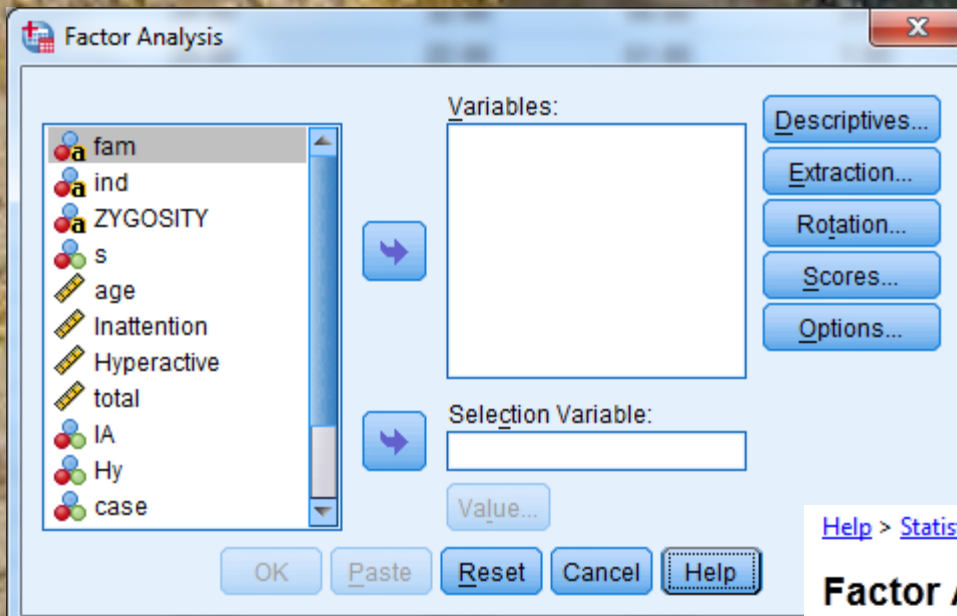 Factor Analysis
Variables:
fam
ind
ZYGOSITY
s
age
Inattention
Hyperactive
total
IA
Hy
case
Descriptives...
Extraction...
Rotation...
Scores...
Options...
Selection Variable:
Value...
OK Paste Reset Cancel Help
Help > Statis
Factor